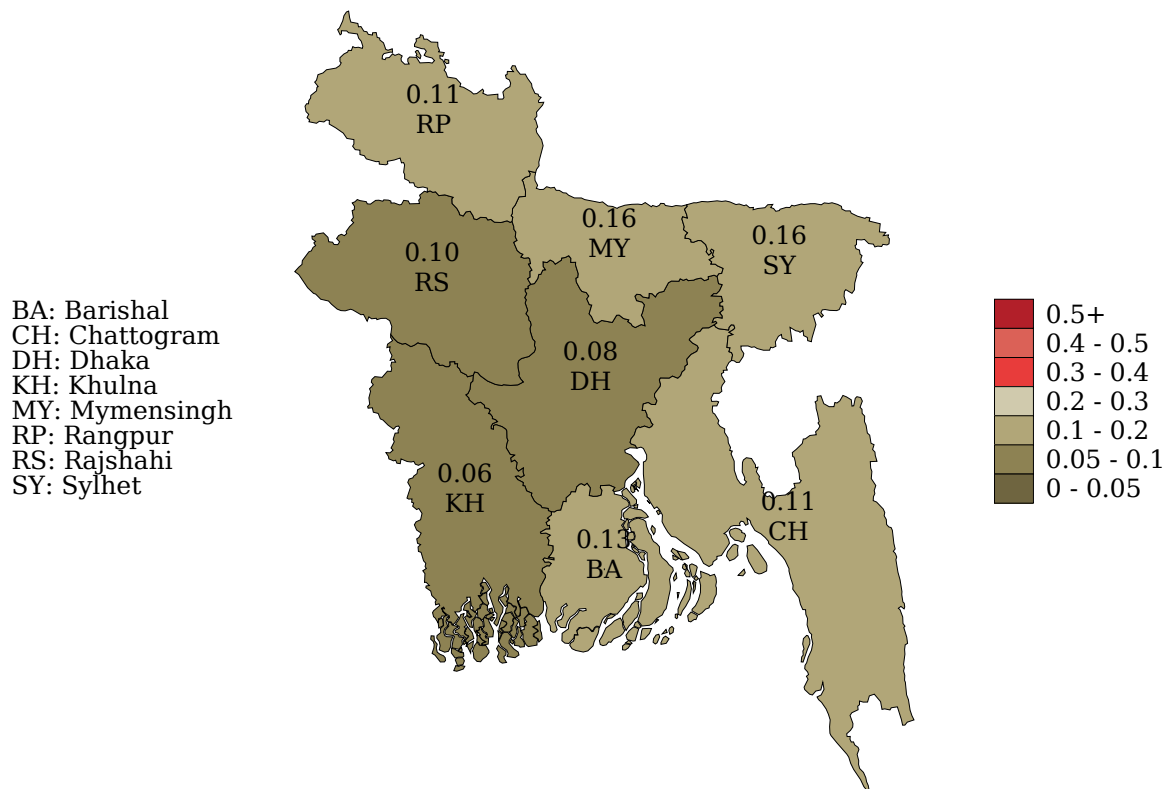 0.11
RP
0.16
MY
0.16
SY
0.10
RS
BA: Barishal
CH: Chattogram
DH: Dhaka
KH: Khulna
MY: Mymensingh
RP: Rangpur
RS: Rajshahi
SY: Sylhet
0.08
DH
0.06
KH
0.11
CH
0.13
BA
0.5+
0.4 - 0.5
0.3 - 0.4
0.2 - 0.3
0.1 - 0.2
0.05 - 0.1
0 - 0.05